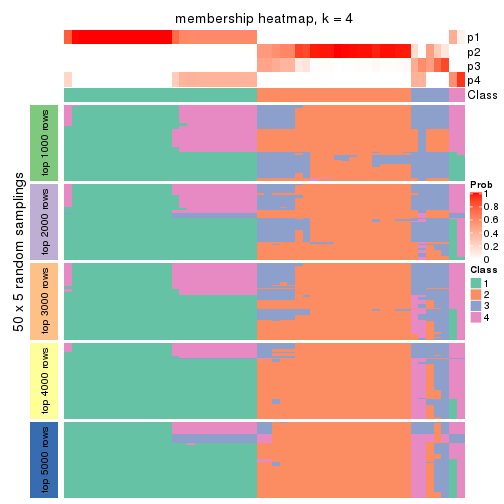 membership heatmap, k = 4
p1
p2
p3
p4
Class
50 x 5 random samplings
top 1000 rows
top 2000 rows
top 3000 rows
top 4000 rows
top 5000 rows
Prob
1
0.8
0.6
0.4
0.2
0
Class
1
2
3
4